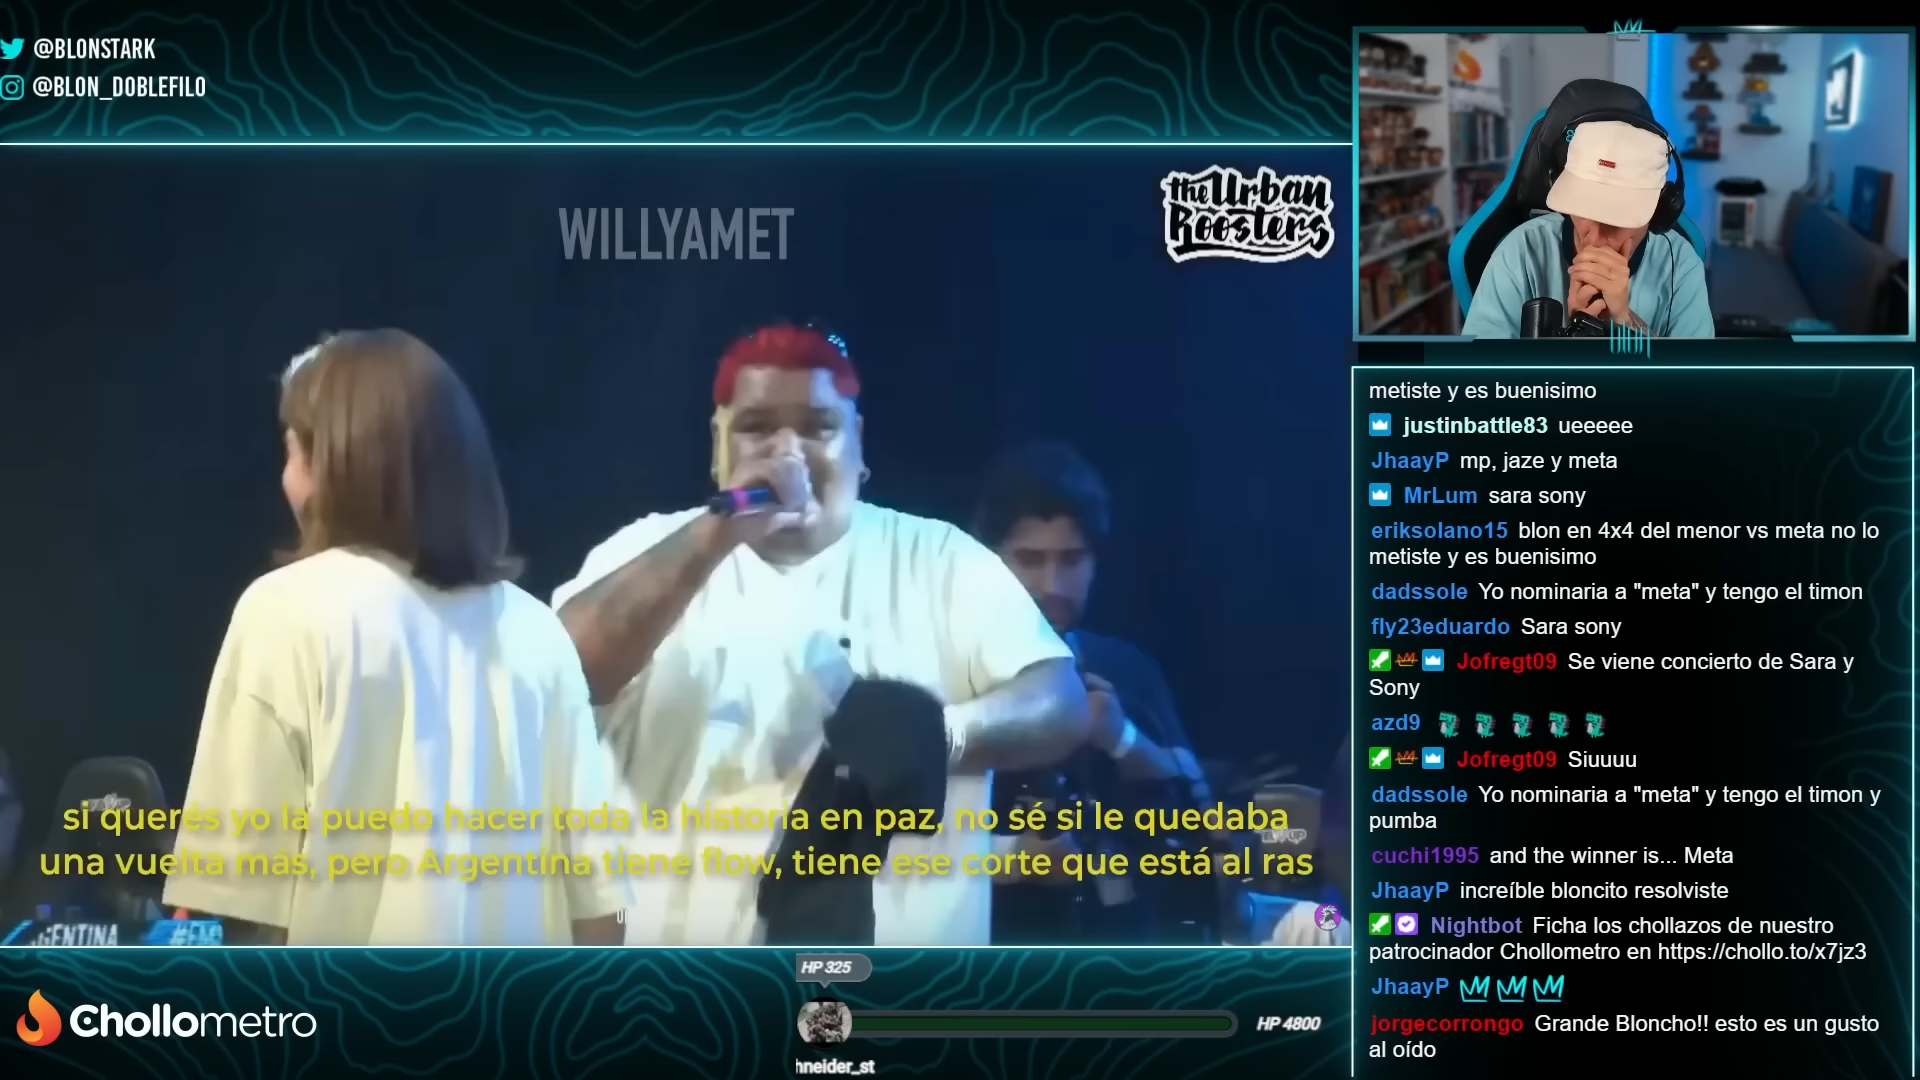 @BLONSTARK
@BLON_DOBLEFILO
WILLYAMET
the Urban
Roosters
si querés yo la puedo hacer toda la historia en paz, no sé si le quedaba
una vuelta más, pero Argentina tiene flow, tiene ese corte que está al ras
Chollometro
HP 325
HP 4800
hneider_st
metiste y es buenisimo
justinbattle83 ueeeee
JhaayP mp, jaze y meta
MrLum sara sony
eriksolano15 blon en 4x4 del menor vs meta no lo
metiste y es buenisimo
dadssole Yo nominaria a "meta" y tengo el timon
fly23eduardo Sara sony
Jofregt09 Se viene concierto de Sara y
Sony
azd9
Jofregt09 Siuuuu
dadssole Yo nominaria a "meta" y tengo el timon y
pumba
cuchi1995 and the winner is... Meta
JhaayP increíble bloncito resolviste
Nightbot Ficha los chollazos de nuestro
patrocinador Chollometro en https://chollo.to/x7jz3
JhaayP
jorgecorrongo Grande Bloncho!! esto es un gusto
al oído